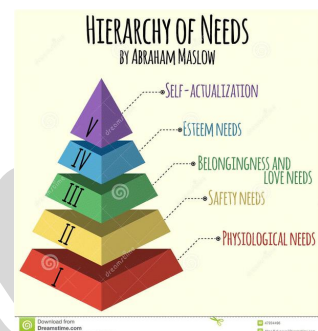 HIERARCHY OF NEEDS
BY ABRAHAM MASLOW
V
SELF-ACTUALIZATION
IV
ESTEEM NEEDS
III
BELONGINGNESS AND
LOVE NEEDS
II
SAFETY NEEDS
I
PHYSIOLOGICAL NEEDS
Download from
Dreamstime.com